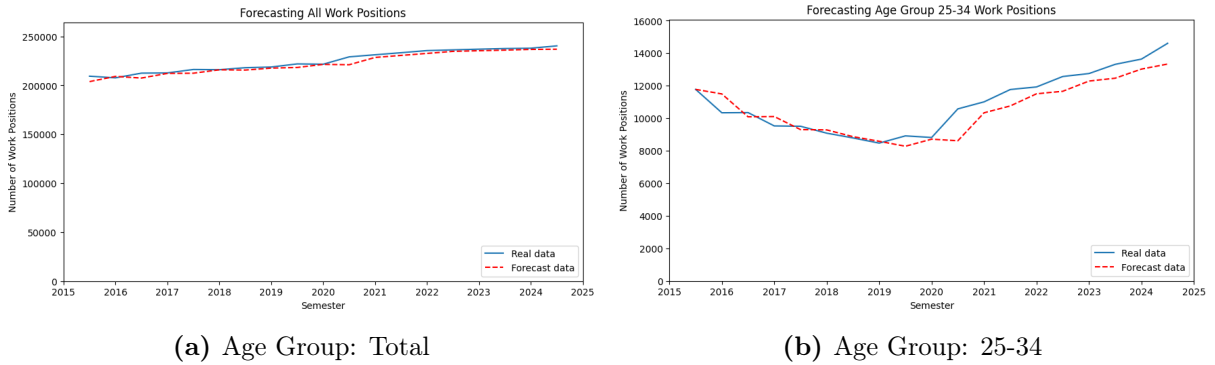 Forecasting All Work Positions
250000
200000
150000
100000
50000
0
Number of Work Positions
2015 2016 2017 2018 2019 2020 2021 2022 2023 2024 2025
Semester
Real data
Forecast data
(a) Age Group: Total
Forecasting Age Group 25-34 Work Positions
16000
14000
12000
10000
8000
6000
4000
2000
0
Number of Work Positions
2015 2016 2017 2018 2019 2020 2021 2022 2023 2024 2025
Semester
Real data
Forecast data
(b) Age Group: 25-34